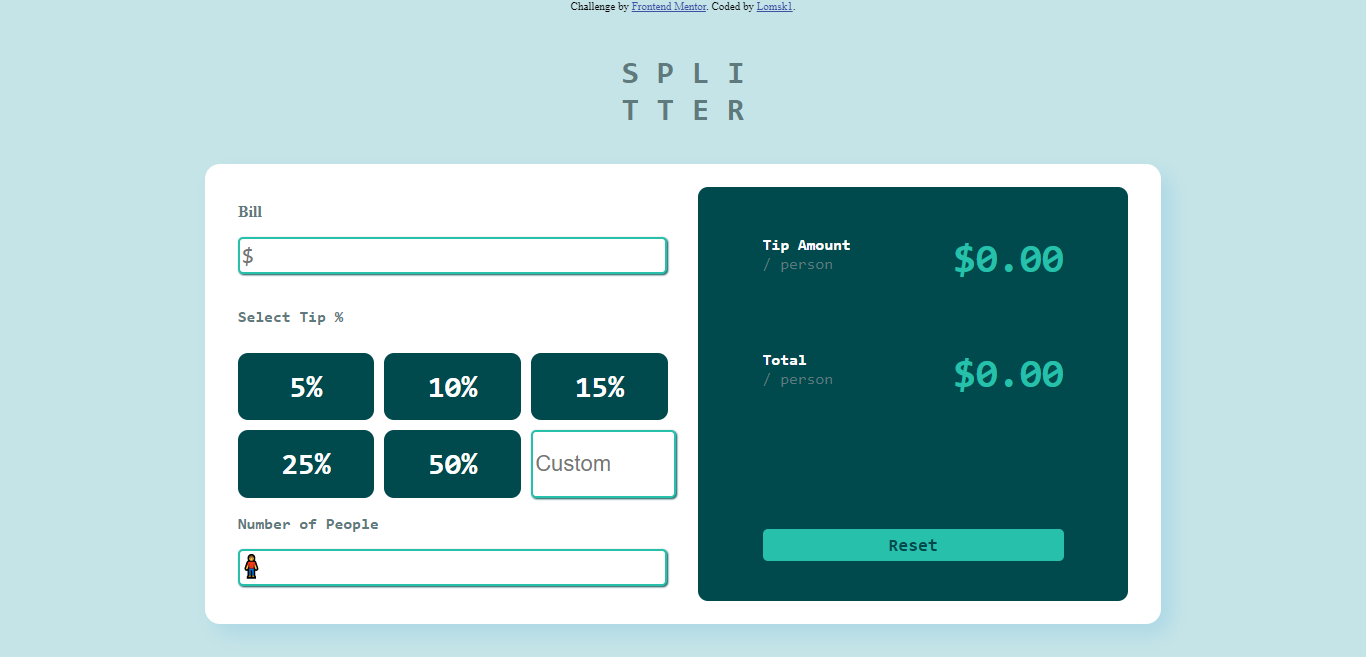 Challenge by Frontend Mentor. Coded by Lomsk1.
S P L I
T T E R
Bill
$
Select Tip %
5% 10% 15%
25% 50% Custom
Number of People
Tip Amount
/ person
$0.00
Total
/ person
$0.00
Reset